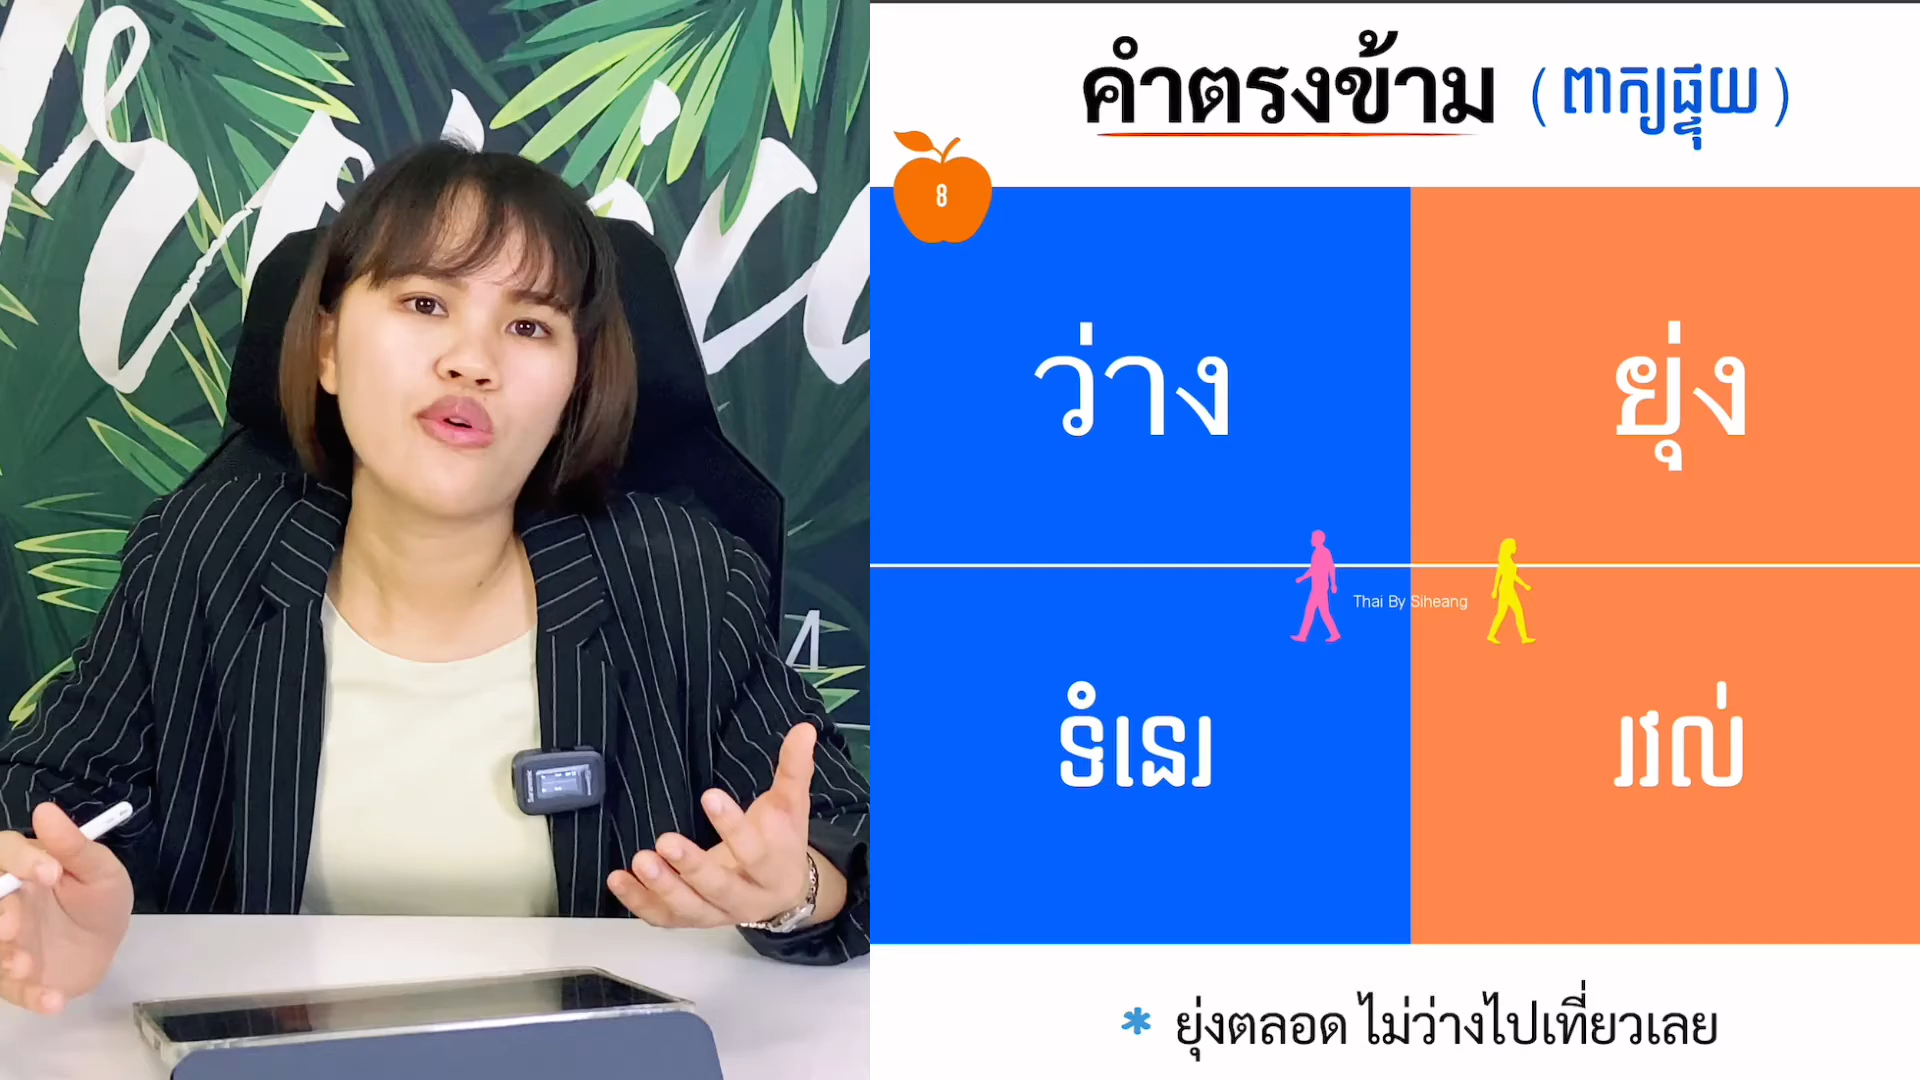 คำตรงข้าม (ពាក្យផ្ទុយ)
8
ว่าง
ยุ่ง
Thai By Siheang
ទំនេរ
រវល់
* ยุ่งตลอด ไม่ว่างไปเที่ยวเลย